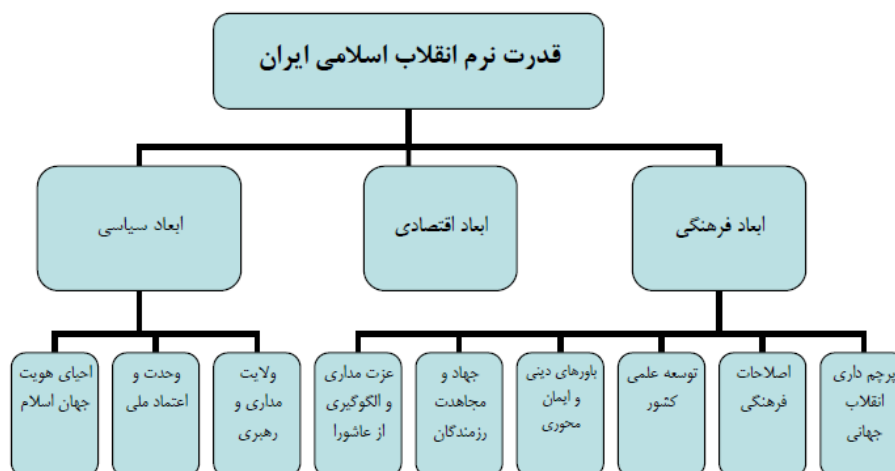 قدرت نرم انقلاب اسلامی ایران
ابعاد فرهنگی
ابعاد اقتصادی
ابعاد سیاسی
پرچم داری
انقلاب
جهانی
اصلاحات
فرهنگی
توسعه علمی
کشور
باورهای دینی
و ایمان
محوری
جهاد و
مجاهدت
رزمندگان
عزت مداری
و الگوگیری
از عاشورا
ولایت
مداری و
رهبری
وحدت و
اعتماد ملی
احیای هویت
جهان اسلام